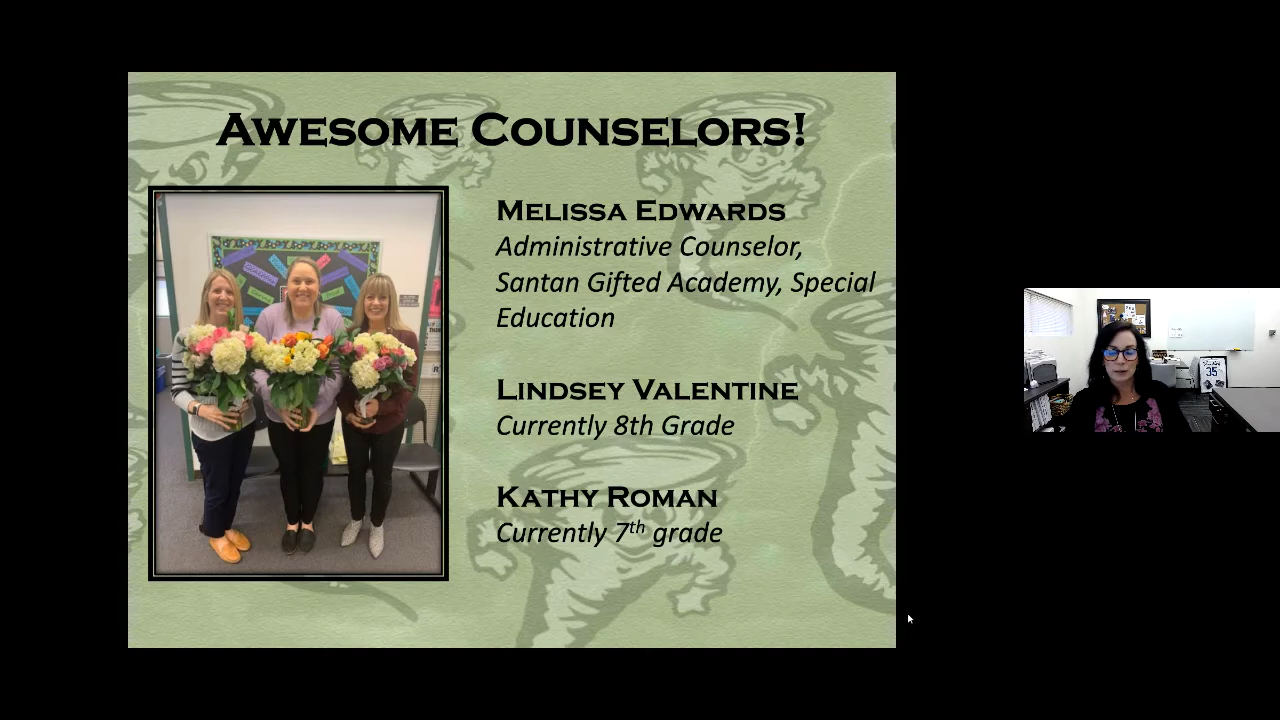 Awesome Counselors!
Melissa Edwards
Administrative Counselor,
Santan Gifted Academy, Special
Education
Lindsey Valentine
Currently 8th Grade
Kathy Roman
Currently 7th grade
35